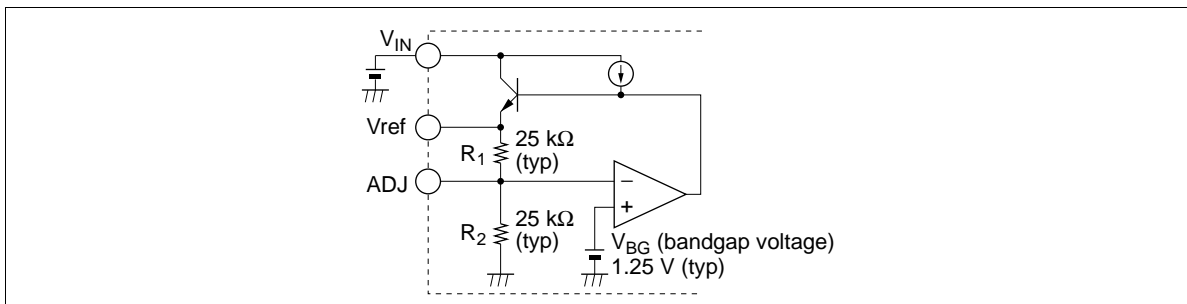 V_IN
Vref
R_1 25 kΩ
(typ)
ADJ
−
+
R_2 25 kΩ
(typ)
V_BG (bandgap voltage)
1.25 V (typ)